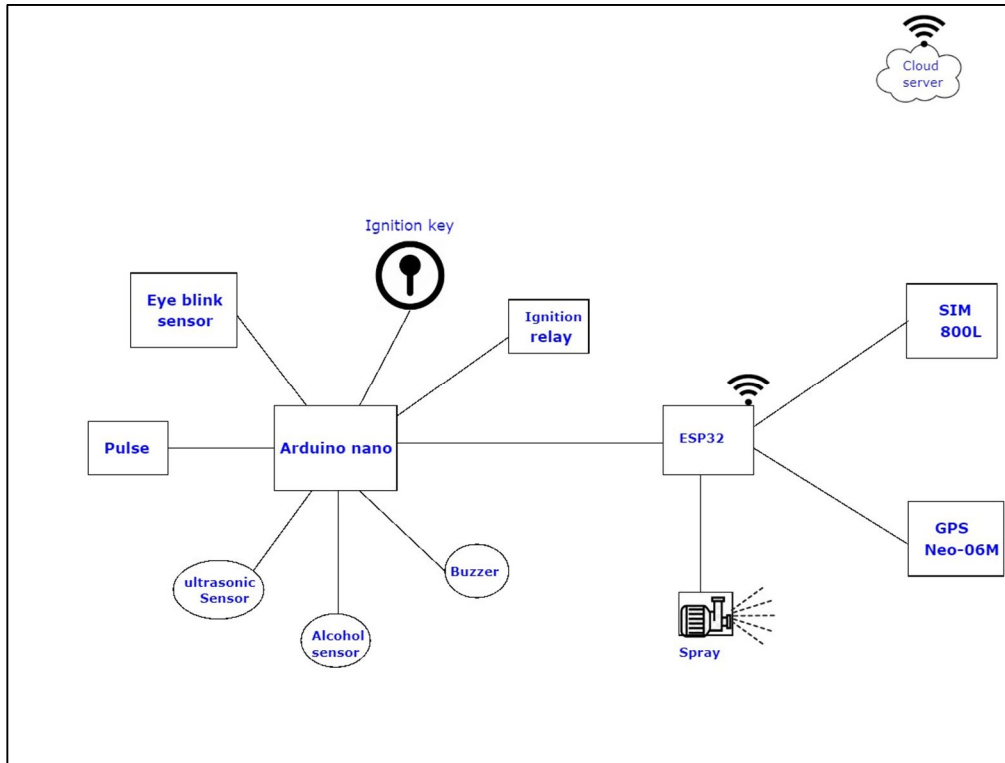 Cloud
server
Ignition key
Eye blink
sensor
Ignition
relay
SIM
800L
Pulse
Arduino nano
ESP32
GPS
Neo-06M
ultrasonic
Sensor
Buzzer
Alcohol
sensor
Spray